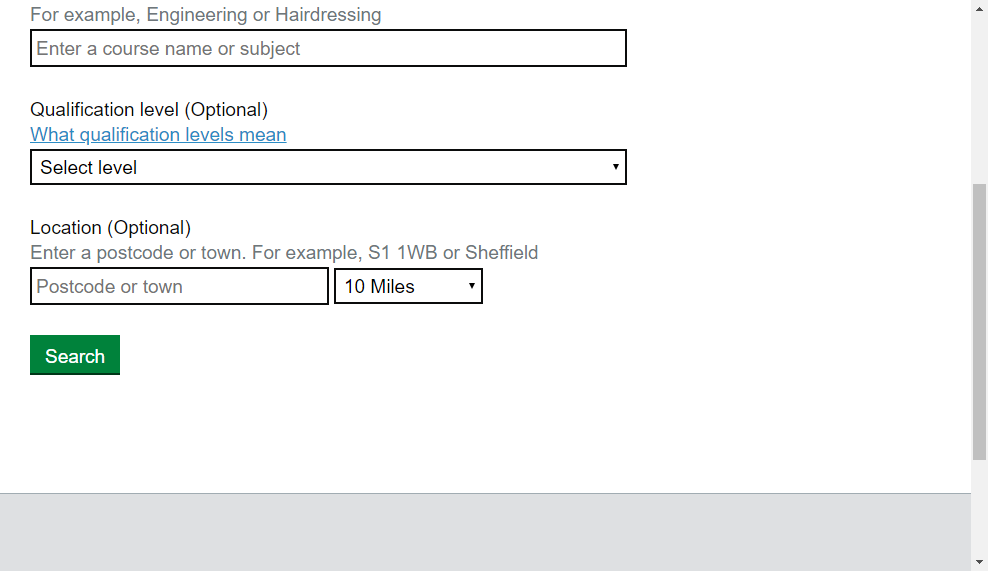 For example, Engineering or Hairdressing
Enter a course name or subject
Qualification level (Optional)
What qualification levels mean
Select level
Location (Optional)
Enter a postcode or town. For example, S1 1WB or Sheffield
Postcode or town 10 Miles
Search